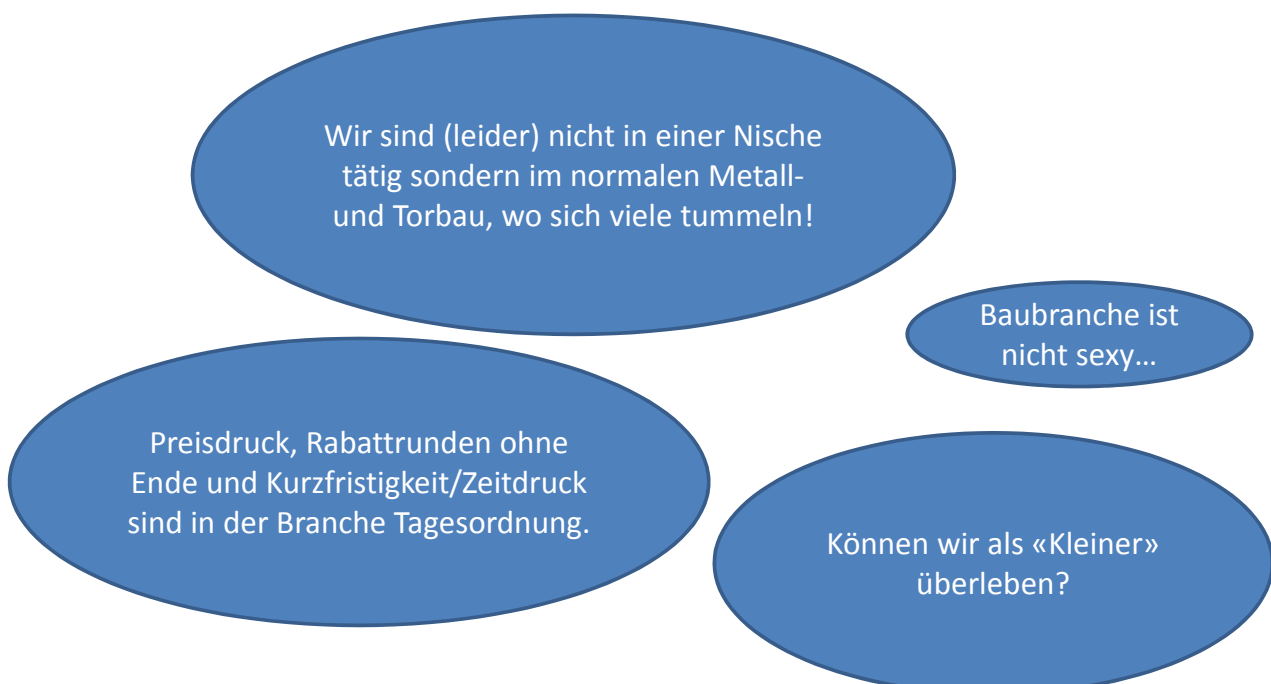 Wir sind (leider) nicht in einer Nische
tätig sondern im normalen Metall-
und Torbau, wo sich viele tummeln!
Baubranche ist
nicht sexy…
Preisdruck, Rabattrunden ohne
Ende und Kurzfristigkeit/Zeitdruck
sind in der Branche Tagesordnung.
Können wir als «Kleiner»
überleben?